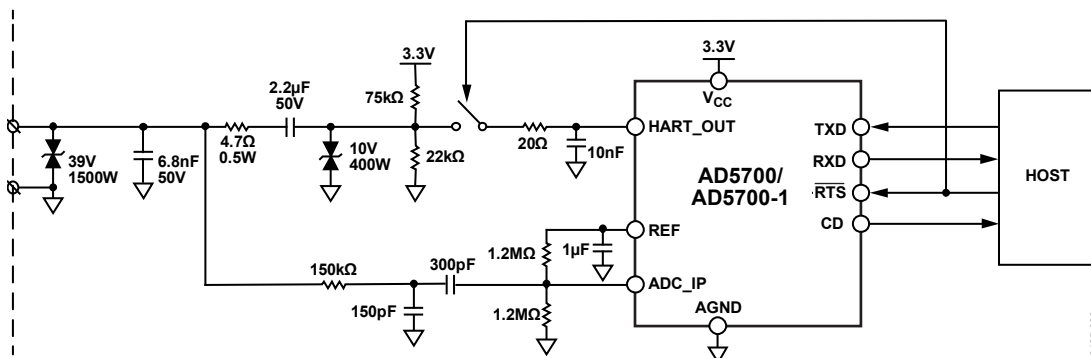 3.3V
2.2µF
50V
75kΩ
4.7Ω
0.5W
39V
1500W
6.8nF
50V
10V
400W
22kΩ
20Ω
10nF
3.3V
VCC
HART_OUT
REF
ADC_IP
AGND
AD5700/
AD5700-1
TXD
RXD
RTS
CD
HOST
150kΩ
300pF
150pF
1.2MΩ
1µF
1.2MΩ